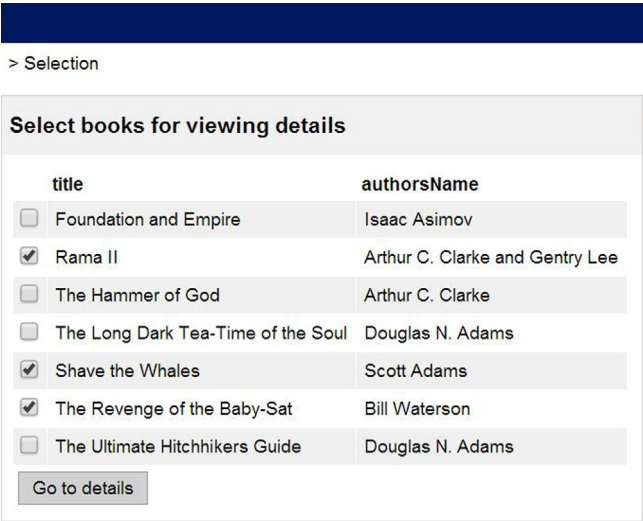 > Selection
Select books for viewing details
title authorsName
Foundation and Empire Isaac Asimov
Rama II Arthur C. Clarke and Gentry Lee
The Hammer of God Arthur C. Clarke
The Long Dark Tea-Time of the Soul Douglas N. Adams
Shave the Whales Scott Adams
The Revenge of the Baby-Sat Bill Waterson
The Ultimate Hitchhikers Guide Douglas N. Adams
Go to details